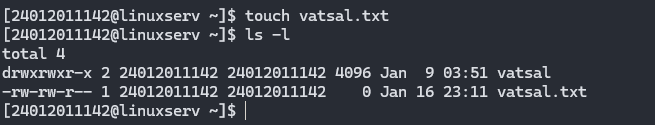 [24012011142@linuxserv ~]$ touch vatsal.txt
[24012011142@linuxserv ~]$ ls -l
total 4
drwxrwxr-x 2 24012011142 24012011142 4096 Jan  9 03:51 vatsal
-rw-rw-r-- 1 24012011142 24012011142    0 Jan 16 23:11 vatsal.txt
[24012011142@linuxserv ~]$